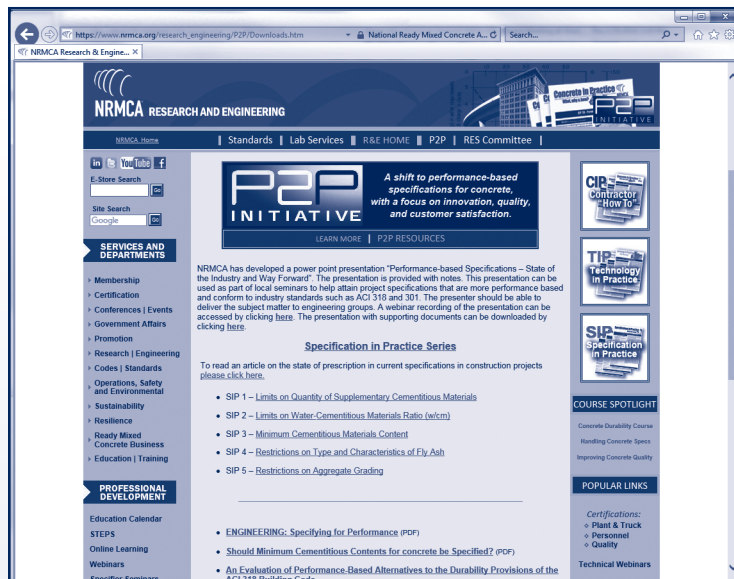 https://www.nrmca.org/research_engineering/P2P/Downloads.htm
National Ready Mixed Concrete A...
Search...
NRMCA Research & Engine...
NRMCA RESEARCH AND ENGINEERING
Concrete in Practice
P2P
INITIATIVE
NRMCA Home
| Standards | Lab Services | R&E HOME | P2P | RES Committee |
in YouTube f
E-Store Search
Go
Site Search
Google Go
SERVICES AND
DEPARTMENTS
Membership
Certification
Conferences | Events
Government Affairs
Promotion
Research | Engineering
Codes | Standards
Operations, Safety
and Environmental
Sustainability
Resilience
Ready Mixed
Concrete Business
Education | Training
PROFESSIONAL
DEVELOPMENT
Education Calendar
STEPS
Online Learning
Webinars
Specifier Seminars
P2P
INITIATIVE
A shift to performance-based
specifications for concrete,
with a focus on innovation, quality,
and customer satisfaction.
LEARN MORE | P2P RESOURCES
NRMCA has developed a power point presentation "Performance-based Specifications – State of
the Industry and Way Forward". The presentation is provided with notes. This presentation can be
used as part of local seminars to help attain project specifications that are more performance based
and conform to industry standards such as ACI 318 and 301. The presenter should be able to
deliver the subject matter to engineering groups. A webinar recording of the presentation can be
accessed by clicking here. The presentation with supporting documents can be downloaded by
clicking here.
Specification in Practice Series
To read an article on the state of prescription in current specifications in construction projects
please click here.
• SIP 1 – Limits on Quantity of Supplementary Cementitious Materials
• SIP 2 – Limits on Water-Cementitious Materials Ratio (w/cm)
• SIP 3 – Minimum Cementitious Materials Content
• SIP 4 – Restrictions on Type and Characteristics of Fly Ash
• SIP 5 – Restrictions on Aggregate Grading
• ENGINEERING: Specifying for Performance (PDF)
• Should Minimum Cementitious Contents for concrete be Specified? (PDF)
• An Evaluation of Performance-Based Alternatives to the Durability Provisions of the
ACI 318 Building Code
CIP
Contractor
"How To"
TIP
Technology
in Practice
SIP
Specification
in Practice
COURSE SPOTLIGHT
Concrete Durability Course
Handling Concrete Specs
Improving Concrete Quality
POPULAR LINKS
Certifications:
Plant & Truck
Personnel
Quality
Technical Webinars